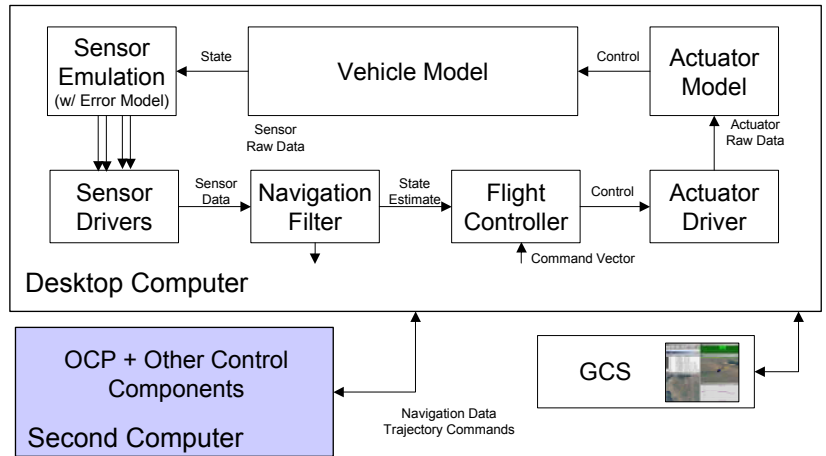 Sensor
Emulation
(w/ Error Model)
State
Vehicle Model
Control
Actuator
Model
Sensor
Raw Data
Actuator
Raw Data
Sensor
Drivers
Sensor
Data
Navigation
Filter
State
Estimate
Flight
Controller
Control
Actuator
Driver
Command Vector
Desktop Computer
OCP + Other Control
Components
Second Computer
Navigation Data
Trajectory Commands
GCS